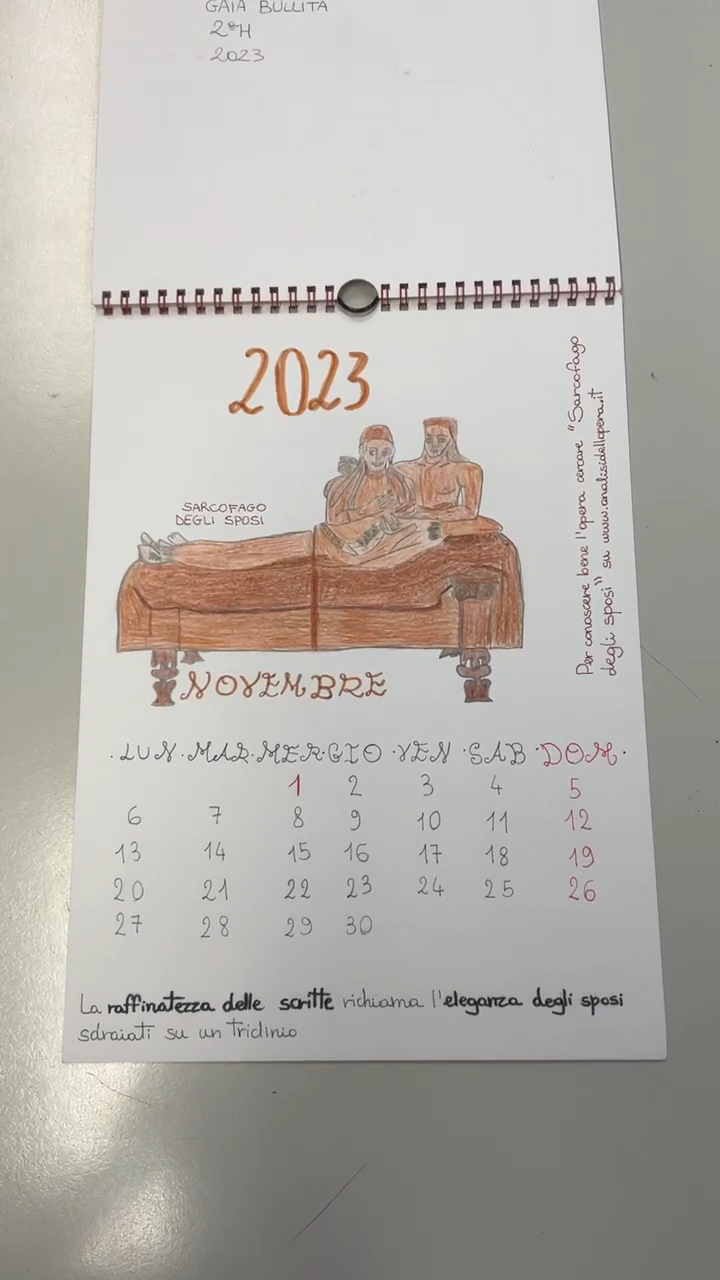 GAIA BULLITA
2ªH
2023
2023
SARCOFAGO
DEGLI SPOSI
Per conoscere bene l'opera cercare "Sarcofago
degli sposi" su www.analisidellopera.it
NOVEMBRE
·LUN·MAR·MER·GIO·VEN·SAB·DOM·
1 2 3 4 5
6 7 8 9 10 11 12
13 14 15 16 17 18 19
20 21 22 23 24 25 26
27 28 29 30
La raffinatezza delle scritte richiama l'eleganza degli sposi
sdraiati su un triclinio